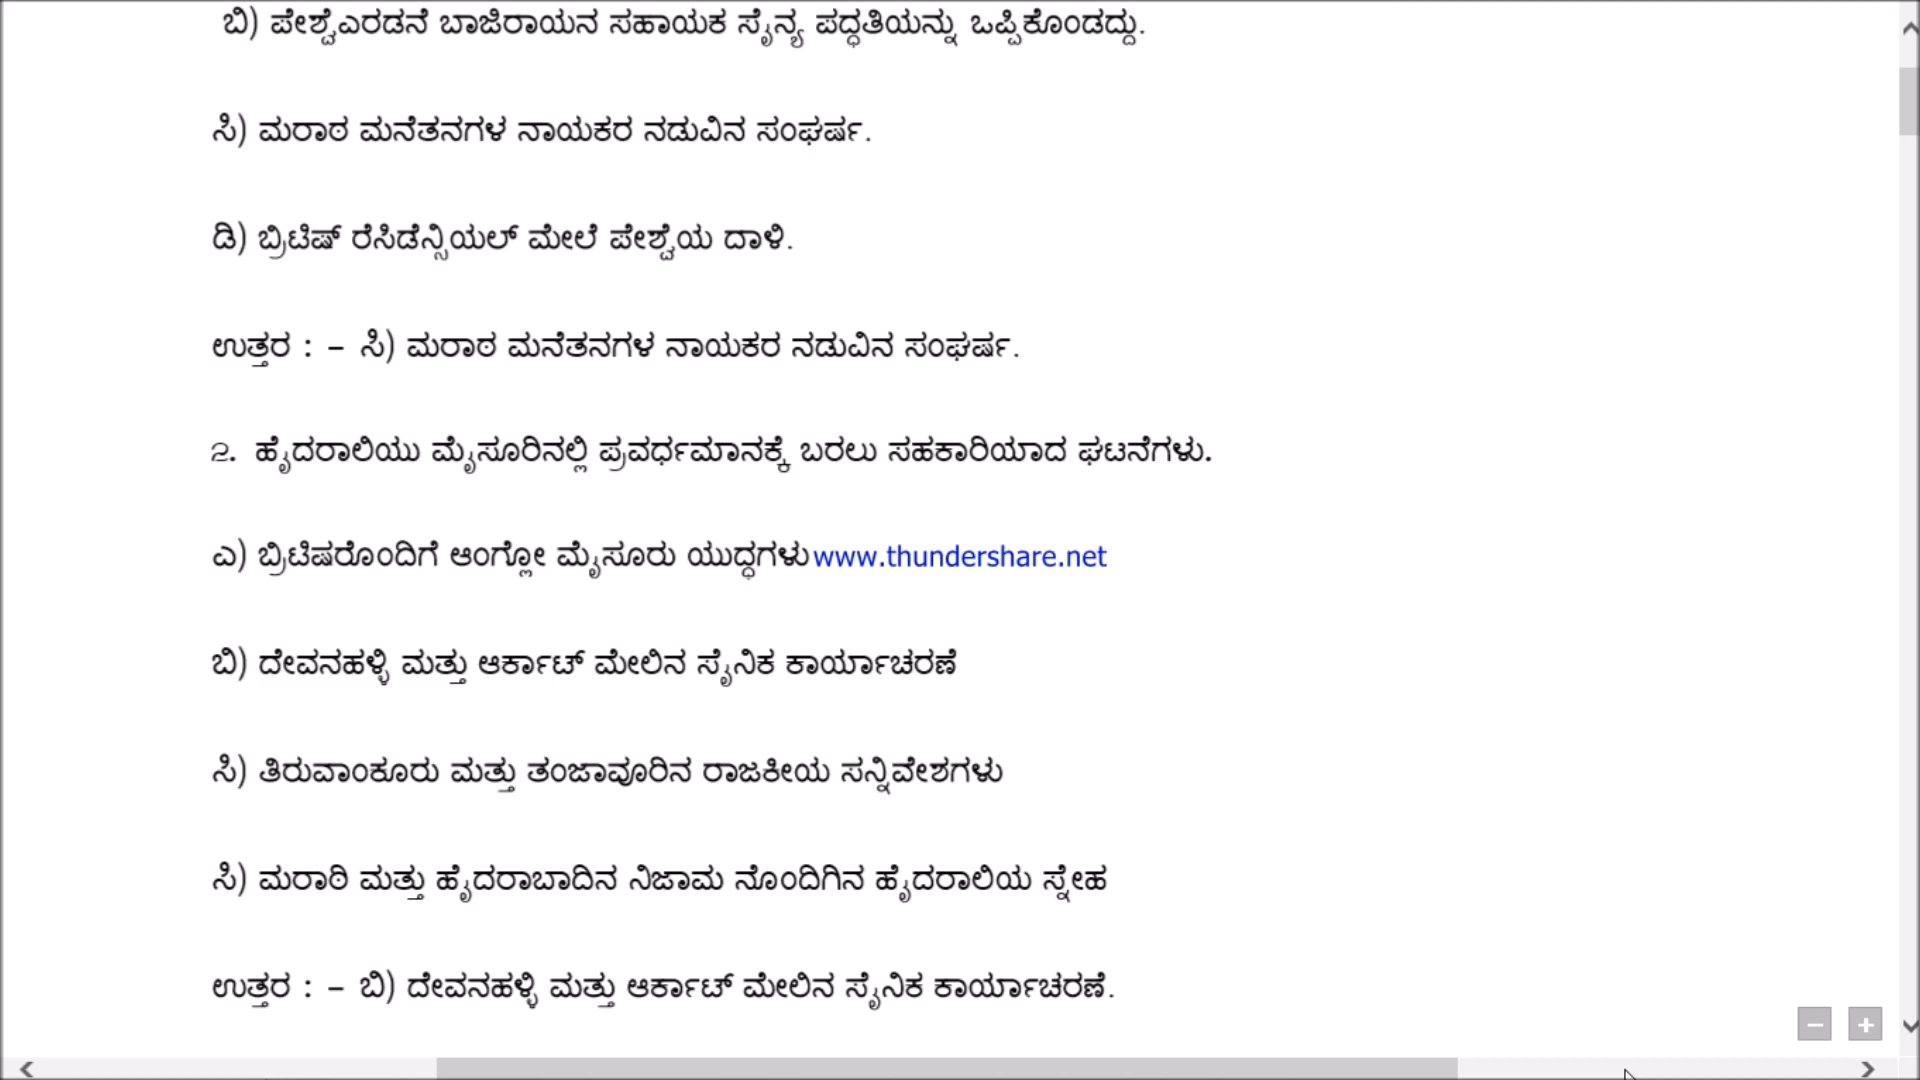 ಬಿ) ಪೇಶ್ವೆಎರಡನೆ ಬಾಜಿರಾಯನ ಸಹಾಯಕ ಸೈನ್ಯ ಪದ್ಧತಿಯನ್ನು ಒಪ್ಪಿಕೊಂಡದ್ದು.
ಸಿ) ಮರಾಠ ಮನೆತನಗಳ ನಾಯಕರ ನಡುವಿನ ಸಂಘರ್ಷ.
ಡಿ) ಬ್ರಿಟಿಷ್ ರೆಸಿಡೆನ್ಸಿಯಲ್ ಮೇಲೆ ಪೇಶ್ವೆಯ ದಾಳಿ.
ಉತ್ತರ : – ಸಿ) ಮರಾಠ ಮನೆತನಗಳ ನಾಯಕರ ನಡುವಿನ ಸಂಘರ್ಷ.
೨. ಹೈದರಾಲಿಯು ಮೈಸೂರಿನಲ್ಲಿ ಪ್ರವರ್ಧಮಾನಕ್ಕೆ ಬರಲು ಸಹಕಾರಿಯಾದ ಘಟನೆಗಳು.
ಎ) ಬ್ರಿಟಿಷರೊಂದಿಗೆ ಆಂಗ್ಲೋ ಮೈಸೂರು ಯುದ್ಧಗಳು www.thundershare.net
ಬಿ) ದೇವನಹಳ್ಳಿ ಮತ್ತು ಆರ್ಕಾಟ್ ಮೇಲಿನ ಸೈನಿಕ ಕಾರ್ಯಾಚರಣೆ
ಸಿ) ತಿರುವಾಂಕೂರು ಮತ್ತು ತಂಜಾವೂರಿನ ರಾಜಕೀಯ ಸನ್ನಿವೇಶಗಳು
ಸಿ) ಮರಾಠಿ ಮತ್ತು ಹೈದರಾಬಾದಿನ ನಿಜಾಮ ನೊಂದಿಗಿನ ಹೈದರಾಲಿಯ ಸ್ನೇಹ
ಉತ್ತರ : – ಬಿ) ದೇವನಹಳ್ಳಿ ಮತ್ತು ಆರ್ಕಾಟ್ ಮೇಲಿನ ಸೈನಿಕ ಕಾರ್ಯಾಚರಣೆ.